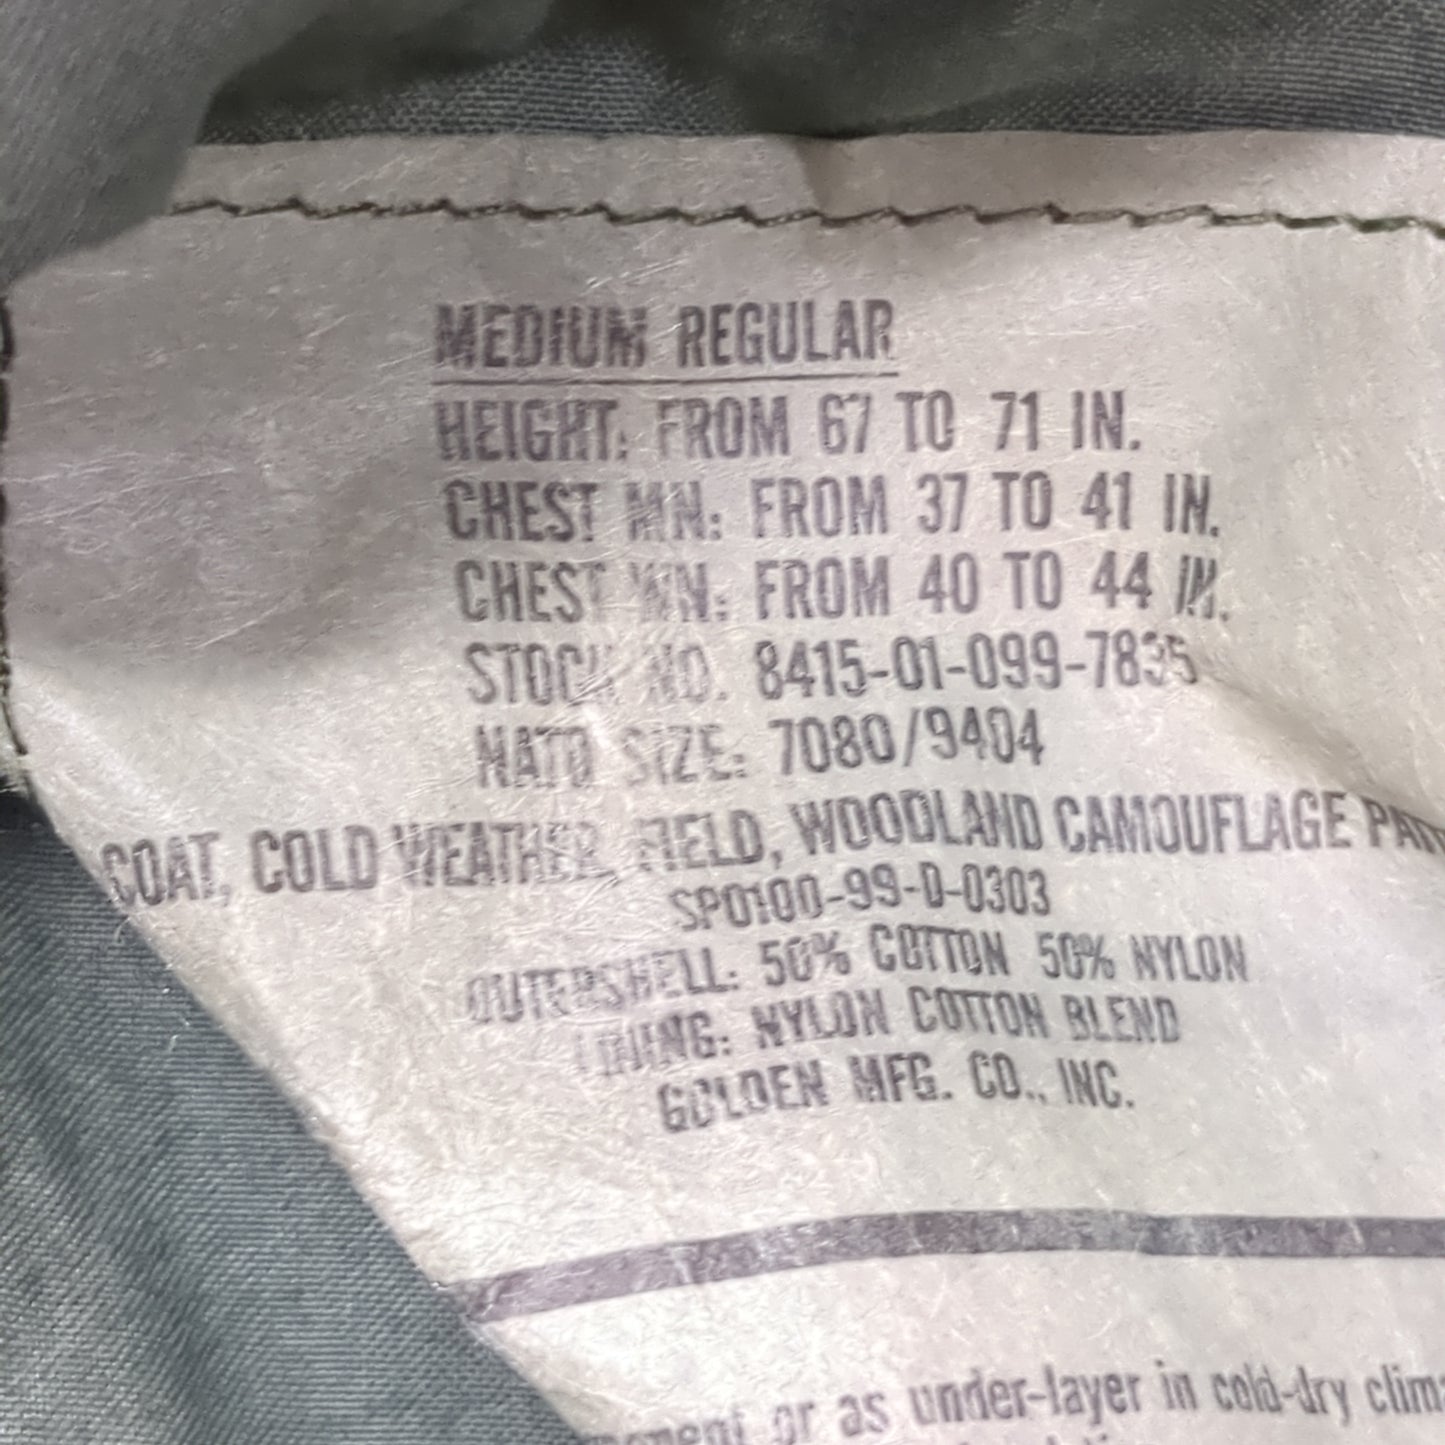 MEDIUM REGULAR
HEIGHT: FROM 67 TO 71 IN.
CHEST MN: FROM 37 TO 41 IN.
CHEST WN: FROM 40 TO 44 IN.
STOCK NO. 8415-01-099-7835
NATO SIZE: 7080/9404
COAT, COLD WEATHER, FIELD, WOODLAND CAMOUFLAGE
SPO100-99-D-0303
OUTERSHELL: 50% COTTON 50% NYLON
LINING: NYLON COTTON BLEND
GOLDEN MFG. CO., INC.
or as under-layer in cold-dry